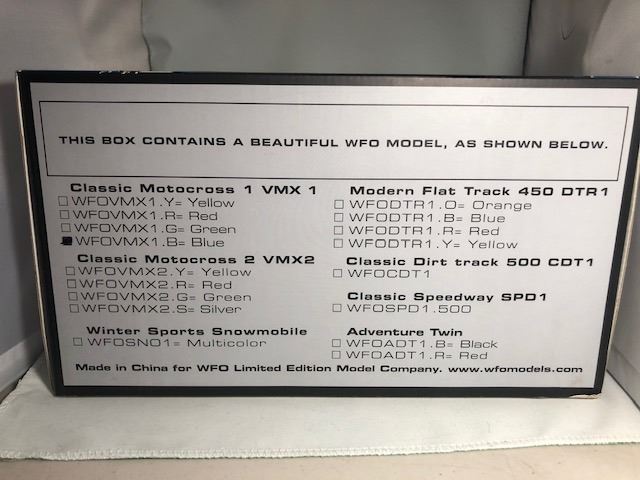 THIS BOX CONTAINS A BEAUTIFUL WFO MODEL, AS SHOWN BELOW.
Classic Motocross 1 VMX 1
WFOVMX1.Y= Yellow
WFOVMX1.R= Red
WFOVMX1.G= Green
WFOVMX1.B= Blue
Classic Motocross 2 VMX2
WFOVMX2.Y= Yellow
WFOVMX2.R= Red
WFOVMX2.G= Green
WFOVMX2.S= Silver
Winter Sports Snowmobile
WFOSNO1= Multicolor
Modern Flat Track 450 DTR1
WFODTR1.O= Orange
WFODTR1.B= Blue
WFODTR1.R= Red
WFODTR1.Y= Yellow
Classic Dirt track 500 CDT1
WFOCDT1
Classic Speedway SPD1
WFOSPD1.500
Adventure Twin
WFOADT1.B= Black
WFOADT1.R= Red
Made in China for WFO Limited Edition Model Company. www.wfomodels.com